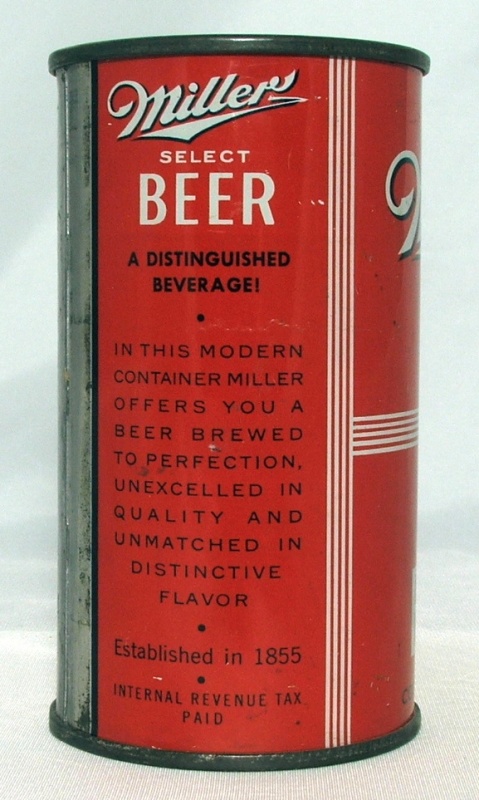 Miller
SELECT
BEER
A DISTINGUISHED
BEVERAGE!
•
IN THIS MODERN
CONTAINER MILLER
OFFERS YOU A
BEER BREWED
TO PERFECTION,
UNEXCELLED IN
QUALITY AND
UNMATCHED IN
DISTINCTIVE
FLAVOR
•
Established in 1855
•
INTERNAL REVENUE TAX
PAID